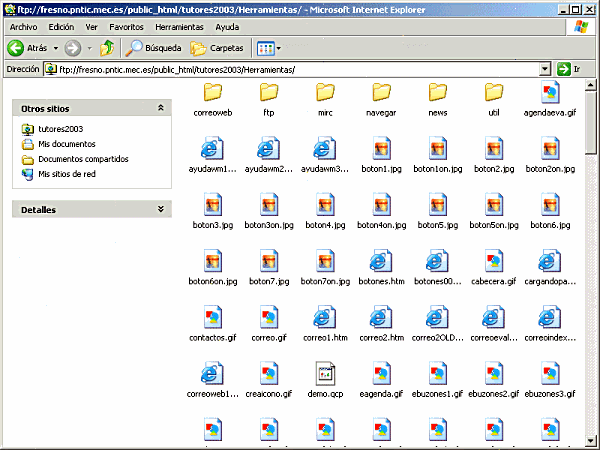 ftp://fresno.pntic.mec.es/public_html/tutores2003/Herramientas/ - Microsoft Internet Explorer
Archivo Edición Ver Favoritos Herramientas Ayuda
Atrás Búsqueda Carpetas
Dirección ftp://fresno.pntic.mec.es/public_html/tutores2003/Herramientas/ Ir
Otros sitios
tutores2003
Mis documentos
Documentos compartidos
Mis sitios de red
Detalles
correoweb ftp mirc navegar news util agendaeva.gif
ayudawm1... ayudawm2... ayudawm3... boton1.jpg boton1on.jpg boton2.jpg boton2on.jpg
boton3.jpg boton3on.jpg boton4.jpg boton4on.jpg boton5.jpg boton5on.jpg boton6.jpg
boton6on.jpg boton7.jpg boton7on.jpg botones.htm botones00... cabecera.gif cargandopa...
contactos.gif correo.gif correo1.htm correo2.htm correo2OLD... correoeval... correoindex...
correoweb1... creaicono.gif demo.qcp eagenda.gif ebuzones1.gif ebuzones2.gif ebuzones3.gif